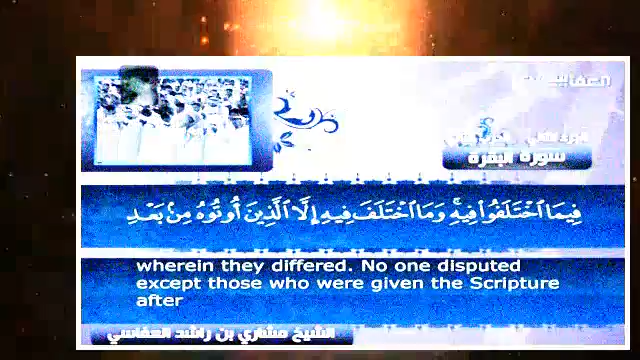 العفاسي
سورة البقرة
فِيمَا ٱخْتَلَفُوا۟ فِيهِ ۚ وَمَا ٱخْتَلَفَ فِيهِ إِلَّا ٱلَّذِينَ أُوتُوهُ مِنۢ بَعْدِ
wherein they differed. No one disputed
except those who were given the Scripture
after
الشيخ مشاري بن راشد العفاسي